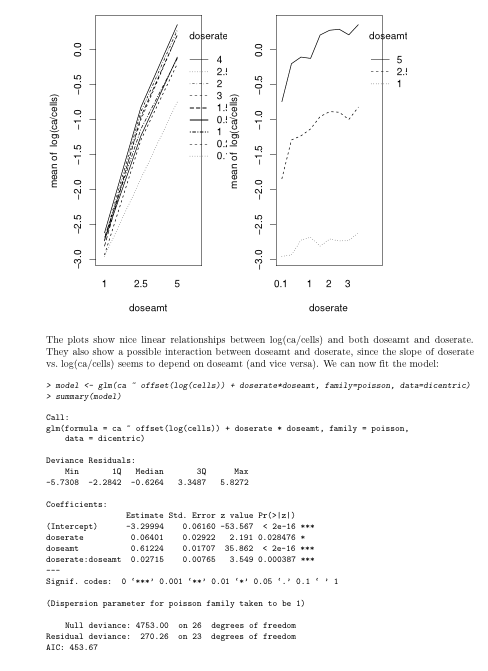 doserate
4
2.
2
3
1.
0.
1
0.
0.
mean of log(ca/cells)
0.0
−0.5
−1.0
−1.5
−2.0
−2.5
−3.0
1 2.5 5
doseamt
doseamt
5
2.
1
mean of log(ca/cells)
0.0
−0.5
−1.0
−1.5
−2.0
−2.5
−3.0
0.1 1 2 3
doserate
The plots show nice linear relationships between log(ca/cells) and both doseamt and doserate.
They also show a possible interaction between doseamt and doserate, since the slope of doserate
vs. log(ca/cells) seems to depend on doseamt (and vice versa). We can now fit the model:
> model <- glm(ca ~ offset(log(cells)) + doserate*doseamt, family=poisson, data=dicentric)
> summary(model)
Call:
glm(formula = ca ~ offset(log(cells)) + doserate * doseamt, family = poisson,
data = dicentric)
Deviance Residuals:
Min 1Q Median 3Q Max
-5.7308 -2.2842 -0.6264 3.3487 5.8272
Coefficients:
Estimate Std. Error z value Pr(>|z|)
(Intercept) -3.29994 0.06160 -53.567 < 2e-16 ***
doserate 0.06401 0.02922 2.191 0.028476 *
doseamt 0.61224 0.01707 35.862 < 2e-16 ***
doserate:doseamt 0.02715 0.00765 3.549 0.000387 ***
---
Signif. codes: 0 '***' 0.001 '**' 0.01 '*' 0.05 '.' 0.1 ' ' 1
(Dispersion parameter for poisson family taken to be 1)
Null deviance: 4753.00 on 26 degrees of freedom
Residual deviance: 270.26 on 23 degrees of freedom
AIC: 453.67